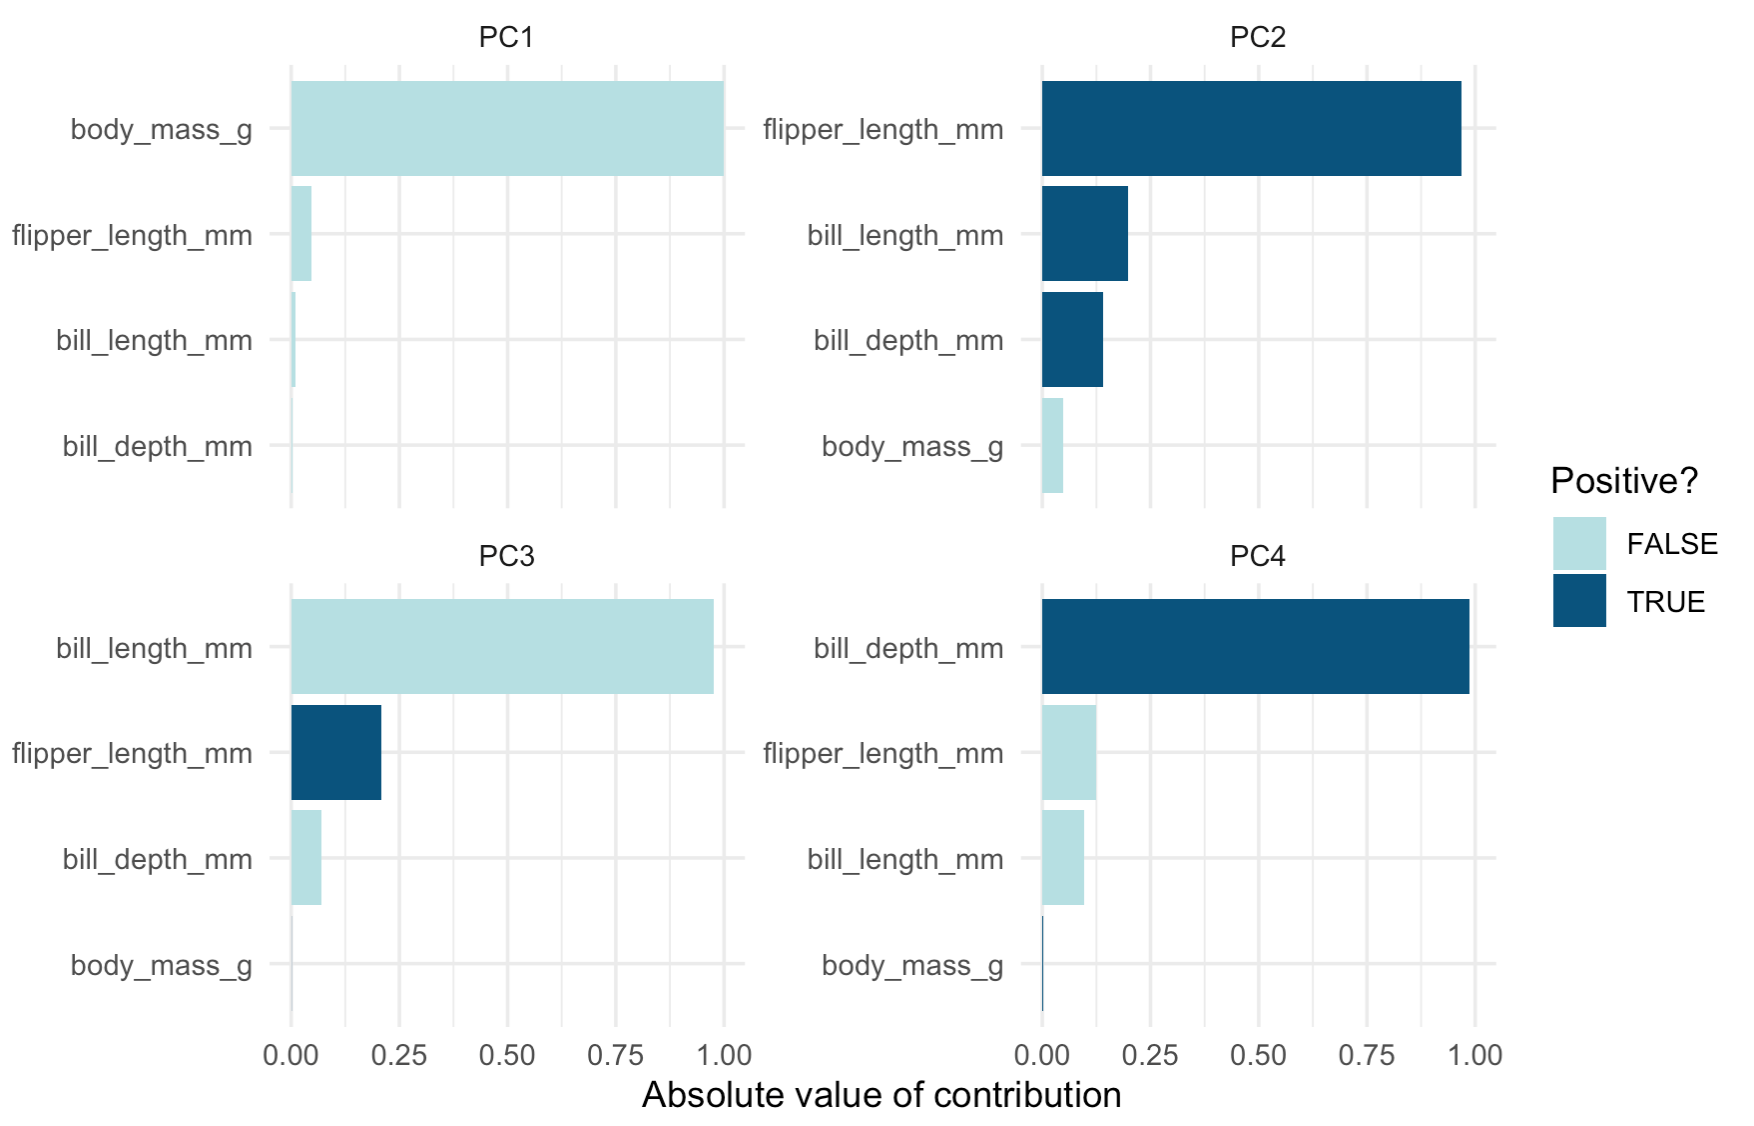 PC1
body_mass_g
flipper_length_mm
bill_length_mm
bill_depth_mm
PC2
flipper_length_mm
bill_length_mm
bill_depth_mm
body_mass_g
PC3
bill_length_mm
flipper_length_mm
bill_depth_mm
body_mass_g
0.00 0.25 0.50 0.75 1.00
PC4
bill_depth_mm
flipper_length_mm
bill_length_mm
body_mass_g
0.00 0.25 0.50 0.75 1.00
Absolute value of contribution
Positive?
FALSE
TRUE